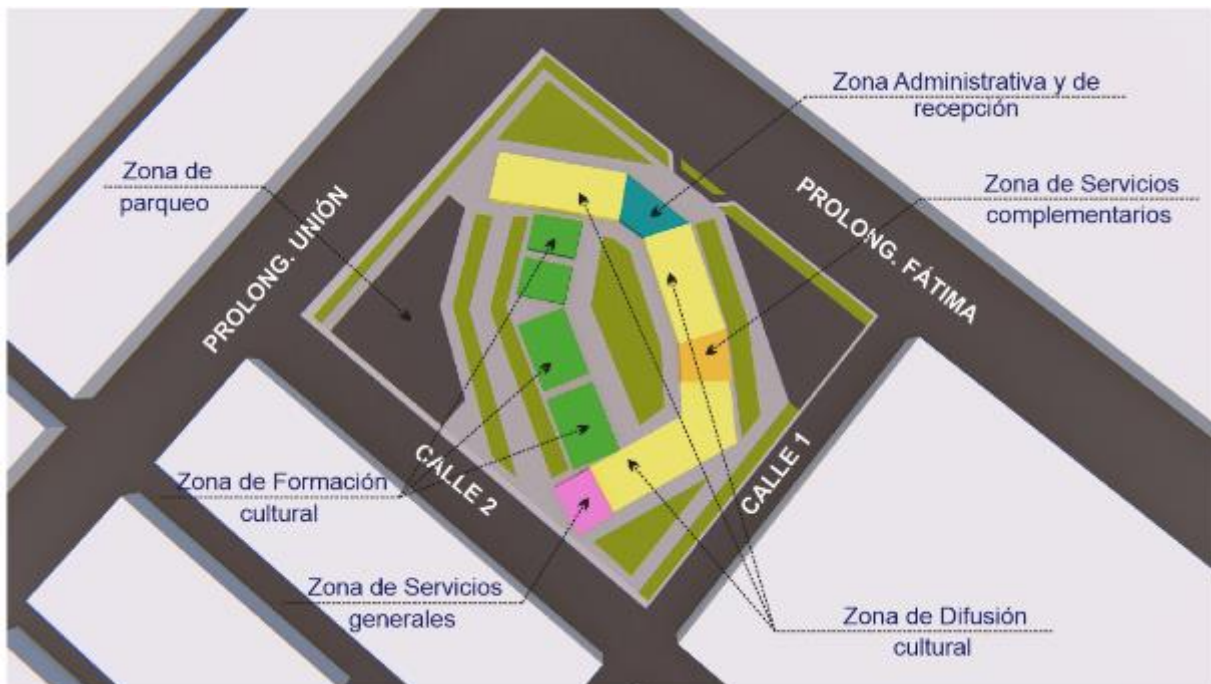 Zona Administrativa y de
recepción
Zona de
parqueo
Zona de Servicios
complementarios
PROLONG. UNIÓN
PROLONG. FÁTIMA
CALLE 2
CALLE 1
Zona de Formación
cultural
Zona de Servicios
generales
Zona de Difusión
cultural